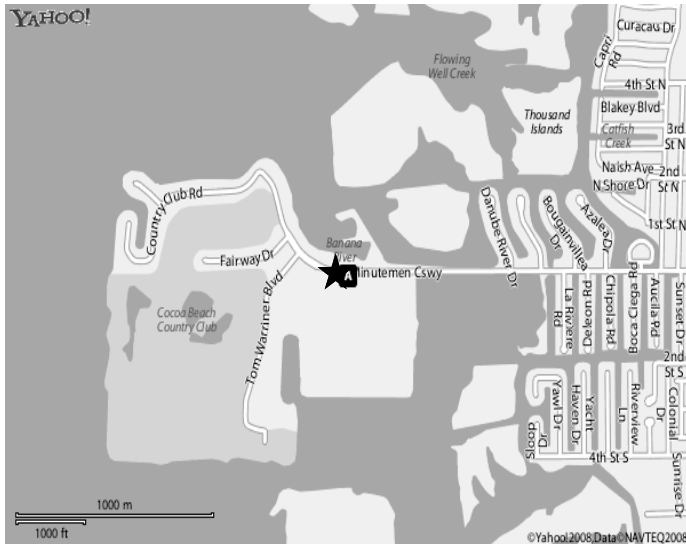 YAHOO!
Curacau Dr
Capri Rd
Flowing
Well Creek
4th St N
Blakey Blvd
Thousand
Islands
Catfish
Creek
3rd
St N
Naish Ave
2nd
St N
N Shore Dr
1st St N
Country Club Rd
Danube River Dr
Bougainvillea
Dr
Azalea Dr
Fairway Dr
Banana
River
A
Minutemen Cswy
Tom Warriner Blvd
Cocoa Beach
Country Club
La Riviere
Rd
Deleon Rd
Chipola Rd
Boca Ciega Rd
Aucila Rd
Sunset Dr
2nd
St S
Sloop
Dr
Yawl Dr
Yacht
Haven Dr
Riverview
Ln
Colonial
Dr
4th St S
Sunrise Dr
1000 m
1000 ft
©Yahoo!2008,Data©NAVTEQ2008